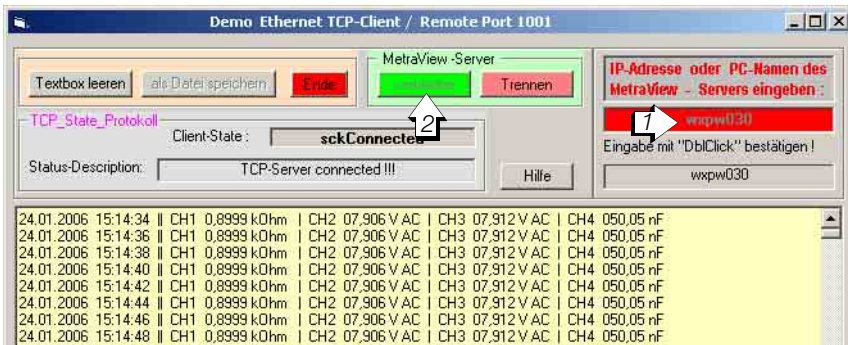 Demo Ethernet TCP-Client / Remote Port 1001
MetraView -Server
Textbox leeren
als Datei speichern
Ende
Trennen
IP-Adresse oder PC-Namen des
MetraView - Servers eingeben :
1
wxpw030
TCP_State_Protokoll
Client-State :
sckConnected
2
Eingabe mit "DblClick" bestätigen !
Status-Description:
TCP-Server connected !!!
Hilfe
wxpw030
24.01.2006 15:14:34 || CH1 0,8999 kOhm | CH2 07,906 V AC | CH3 07,912 V AC | CH4 050,05 nF
24.01.2006 15:14:36 || CH1 0,8999 kOhm | CH2 07,906 V AC | CH3 07,912 V AC | CH4 050,05 nF
24.01.2006 15:14:38 || CH1 0,8999 kOhm | CH2 07,906 V AC | CH3 07,912 V AC | CH4 050,05 nF
24.01.2006 15:14:40 || CH1 0,8999 kOhm | CH2 07,906 V AC | CH3 07,912 V AC | CH4 050,05 nF
24.01.2006 15:14:42 || CH1 0,8999 kOhm | CH2 07,906 V AC | CH3 07,912 V AC | CH4 050,05 nF
24.01.2006 15:14:44 || CH1 0,8999 kOhm | CH2 07,906 V AC | CH3 07,912 V AC | CH4 050,05 nF
24.01.2006 15:14:46 || CH1 0,8999 kOhm | CH2 07,906 V AC | CH3 07,912 V AC | CH4 050,05 nF
24.01.2006 15:14:48 || CH1 0,8999 kOhm | CH2 07,906 V AC | CH3 07,912 V AC | CH4 050,05 nF